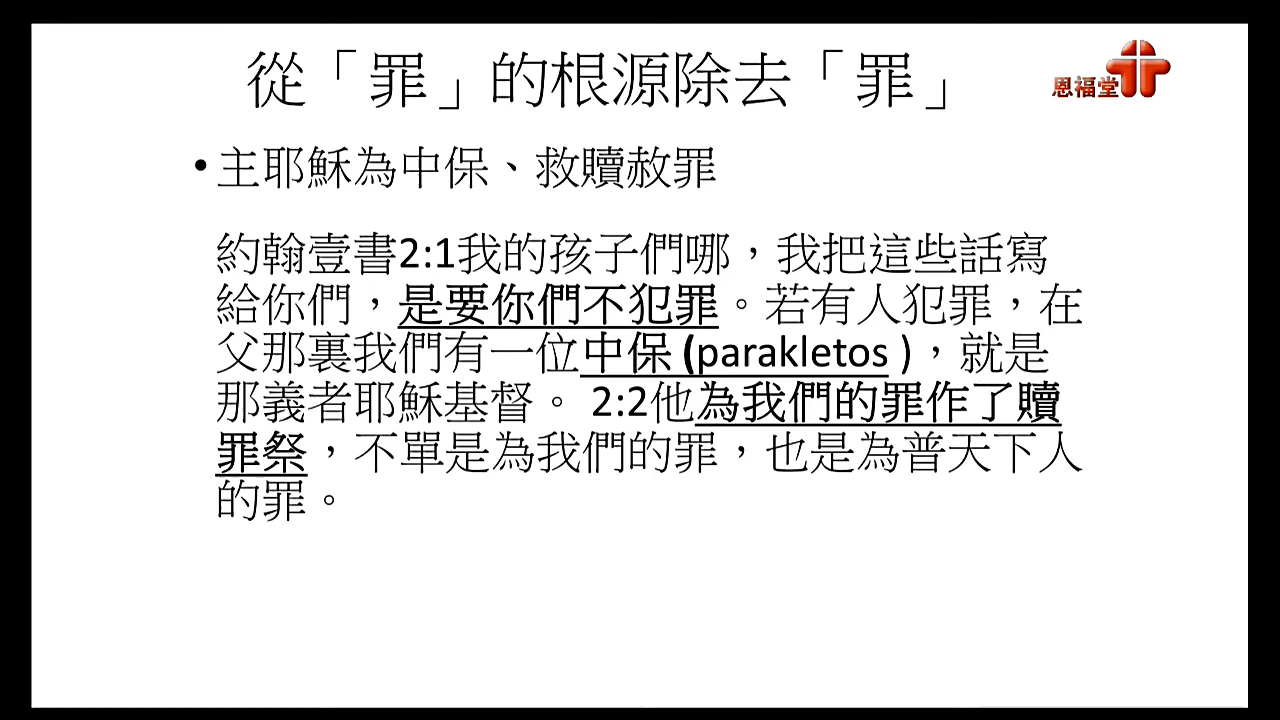 從「罪」的根源除去「罪」
恩福堂
•主耶穌為中保、救贖赦罪
約翰壹書2:1我的孩子們哪，我把這些話寫
給你們，是要你們不犯罪。若有人犯罪，在
父那裏我們有一位中保 (parakletos )，就是
那義者耶穌基督。 2:2他為我們的罪作了贖
罪祭，不單是為我們的罪，也是為普天下人
的罪。